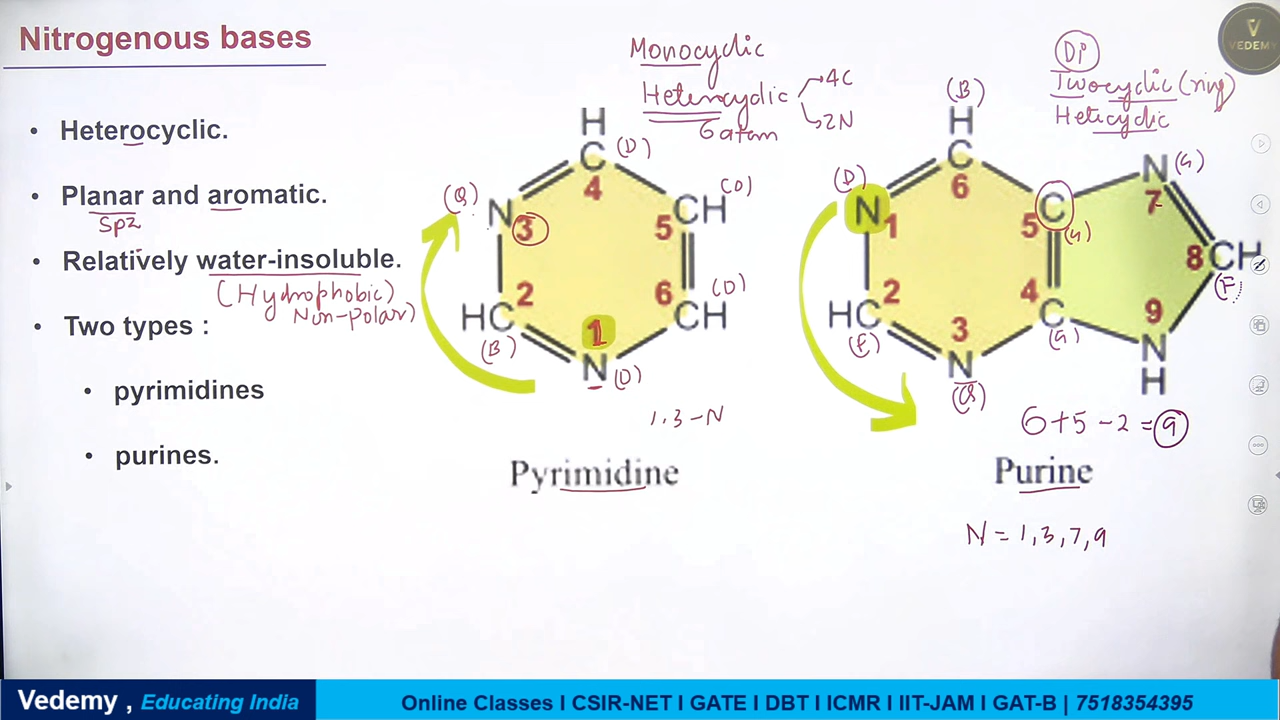 Nitrogenous bases
• Heterocyclic.
• Planar and aromatic.
Sp2
• Relatively water-insoluble.
(Hydrophobic)
Non-polar)
• Two types :
• pyrimidines
• purines.
Monocyclic
Heterocyclic
4C
2N
6 atom
H
C (D)
4
(Q) N 3
5 CH (D)
HC 2
(B)
6 CH (D)
1
N (D)
1,3-N
Pyrimidine
Di
Twocyclic (ring)
Heticyclic
(B)
H
C
6
(D)
N 1
5 C
(G)
N (G)
7
8 CH
(F)
HC 2
(E)
3
N
(Q)
4
C
(G)
9
N
H
6+5-2=9
Purine
N = 1,3,7,9
V
VEDEMY
Vedemy , Educating India
Online Classes I CSIR-NET I GATE I DBT I ICMR I IIT-JAM I GAT-B | 7518354395